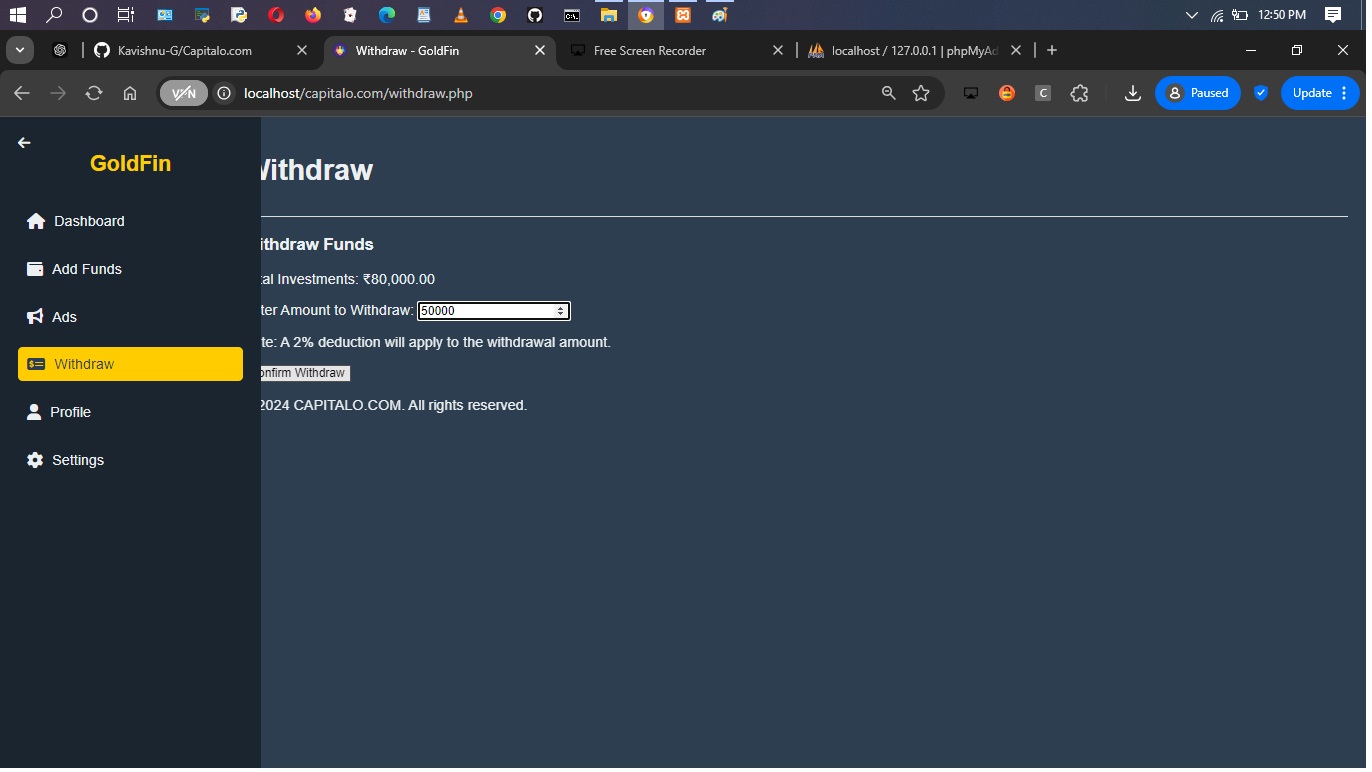 12:50 PM
Kavishnu-G/Capitalo.com
Withdraw - GoldFin
Free Screen Recorder
localhost / 127.0.0.1 | phpMyAd
VPN
localhost/capitalo.com/withdraw.php
C
Paused
Update
GoldFin
Dashboard
Add Funds
Ads
Withdraw
Profile
Settings
Withdraw
ithdraw Funds
tal Investments: ₹80,000.00
ter Amount to Withdraw: 50000
te: A 2% deduction will apply to the withdrawal amount.
onfirm Withdraw
2024 CAPITALO.COM. All rights reserved.